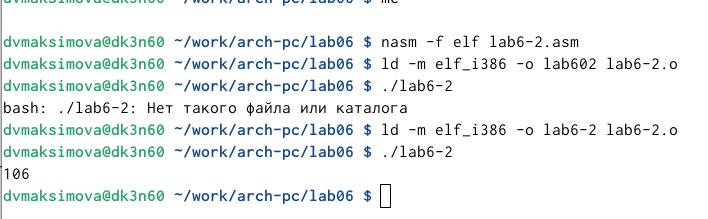 dvmaksimova@dk3n60 ~/work/arch-pc/lab06 $ nasm -f elf lab6-2.asm
dvmaksimova@dk3n60 ~/work/arch-pc/lab06 $ ld -m elf_i386 -o lab602 lab6-2.o
dvmaksimova@dk3n60 ~/work/arch-pc/lab06 $ ./lab6-2
bash: ./lab6-2: Нет такого файла или каталога
dvmaksimova@dk3n60 ~/work/arch-pc/lab06 $ ld -m elf_i386 -o lab6-2 lab6-2.o
dvmaksimova@dk3n60 ~/work/arch-pc/lab06 $ ./lab6-2
106
dvmaksimova@dk3n60 ~/work/arch-pc/lab06 $